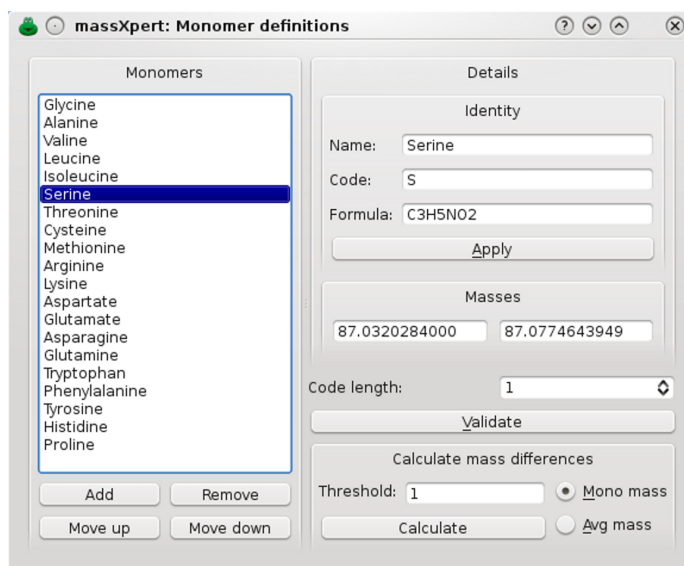 massXpert: Monomer definitions
Monomers
Glycine
Alanine
Valine
Leucine
Isoleucine
Serine
Threonine
Cysteine
Methionine
Arginine
Lysine
Aspartate
Glutamate
Asparagine
Glutamine
Tryptophan
Phenylalanine
Tyrosine
Histidine
Proline
Add Remove
Move up Move down
Details
Identity
Name: Serine
Code: S
Formula: C3H5NO2
Apply
Masses
87.0320284000 87.0774643949
Code length: 1
Validate
Calculate mass differences
Threshold: 1 Mono mass
Calculate Avg mass